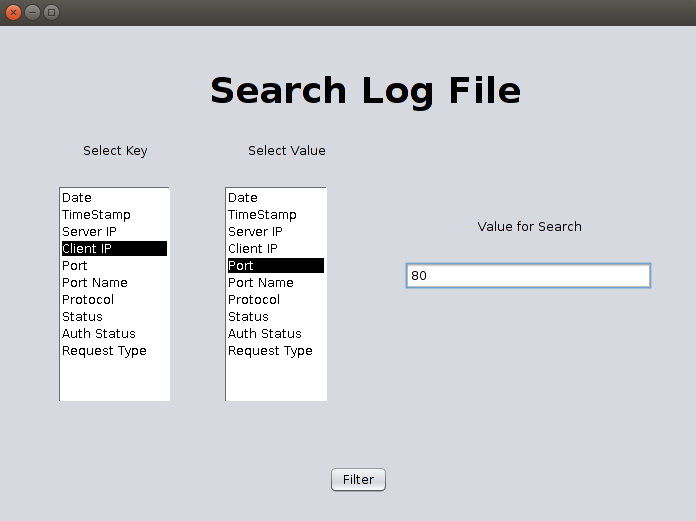 Search Log File
Select Key
Select Value
Date
TimeStamp
Server IP
Client IP
Port
Port Name
Protocol
Status
Auth Status
Request Type
Date
TimeStamp
Server IP
Client IP
Port
Port Name
Protocol
Status
Auth Status
Request Type
Value for Search
80
Filter